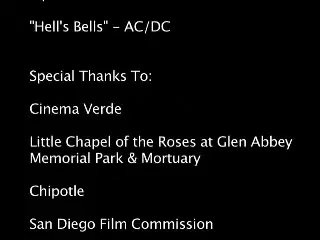 "Hell's Bells" - AC/DC
Special Thanks To:
Cinema Verde
Little Chapel of the Roses at Glen Abbey
Memorial Park & Mortuary
Chipotle
San Diego Film Commission